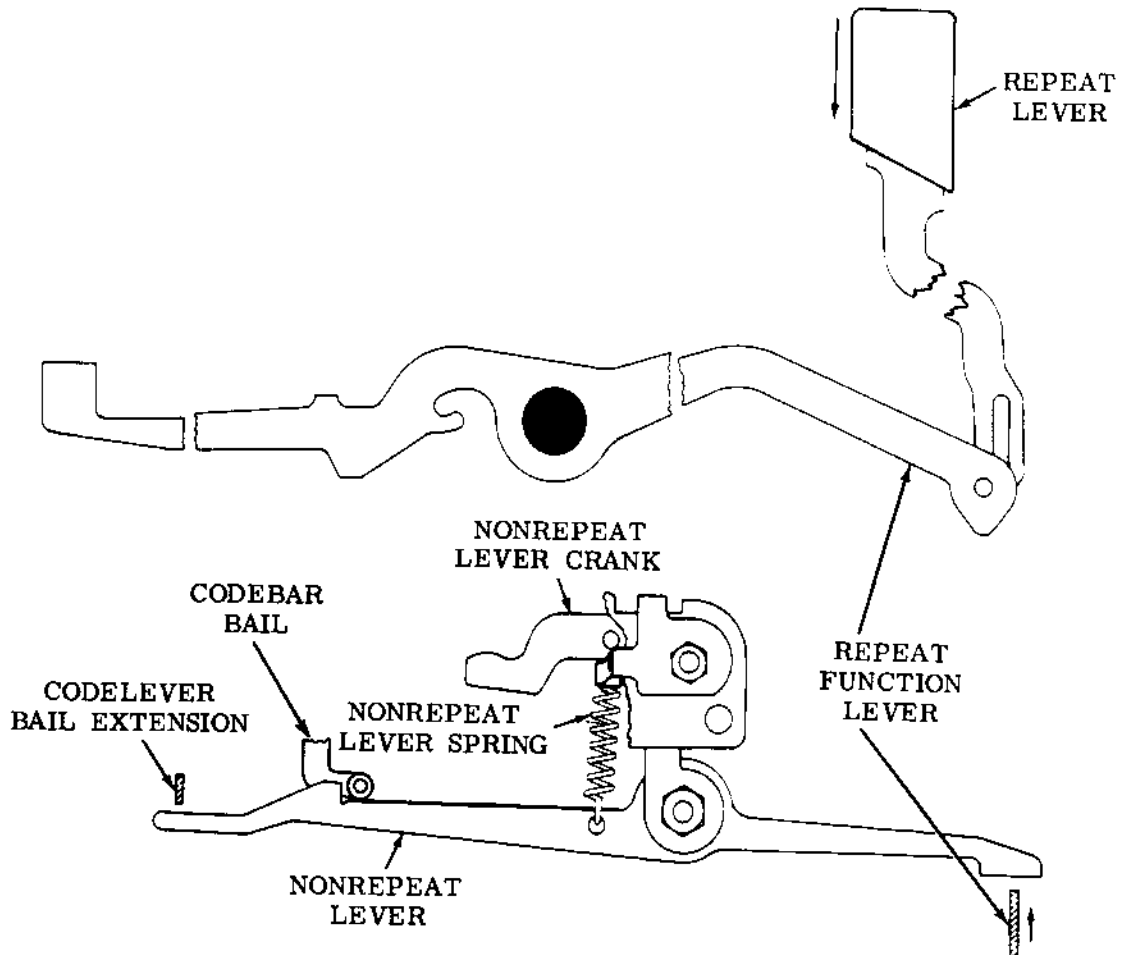 REPEAT
LEVER
NONREPEAT
LEVER CRANK
CODEBAR
BAIL
CODELEVER
BAIL EXTENSION
NONREPEAT
LEVER SPRING
REPEAT
FUNCTION
LEVER
NONREPEAT
LEVER